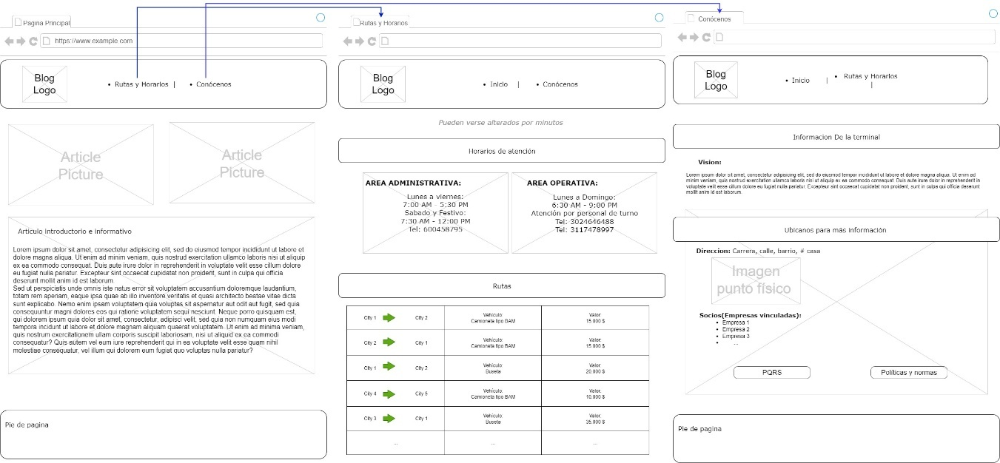 Pagina Principal
https://www.example.com
Blog
Logo
• Rutas y Horarios |
• Conócenos
Article
Picture
Article
Picture
Articulo introductorio e informativo
Lorem ipsum dolor sit amet, consectetur adipisicing elit, sed do eiusmod tempor incididunt ut labore et
dolore magna aliqua. Ut enim ad minim veniam, quis nostrud exercitation ullamco laboris nisi ut aliquip
ex ea commodo consequat. Duis aute irure dolor in reprehenderit in voluptate velit esse cillum dolore
eu fugiat nulla pariatur. Excepteur sint occaecat cupidatat non proident, sunt in culpa qui officia
deserunt mollit anim id est laborum.
Sed ut perspiciatis unde omnis iste natus error sit voluptatem accusantium doloremque laudantium,
totam rem aperiam, eaque ipsa quae ab illo inventore veritatis et quasi architecto beatae vitae dicta
sunt explicabo. Nemo enim ipsam voluptatem quia voluptas sit aspernatur aut odit aut fugit, sed quia
consequuntur magni dolores eos qui ratione voluptatem sequi nesciunt. Neque porro quisquam est,
qui dolorem ipsum quia dolor sit amet, consectetur, adipisci velit, sed quia non numquam eius modi
tempora incidunt ut labore et dolore magnam aliquam quaerat voluptatem. Ut enim ad minima veniam,
quis nostrum exercitationem ullam corporis suscipit laboriosam, nisi ut aliquid ex ea commodi
consequatur? Quis autem vel eum iure reprehenderit qui in ea voluptate velit esse quam nihil
molestiae consequatur, vel illum qui dolorem eum fugiat quo voluptas nulla pariatur?
Pie de pagina
Rutas y Horarios
Blog
Logo
• Inicio |
• Conócenos
Pueden verse alterados por minutos
Horarios de atención
AREA ADMINISTRATIVA:
Lunes a viernes:
7:00 AM - 5:30 PM
Sabado y Festivo:
7:30 AM - 12:00 PM
Tel: 600458795
AREA OPERATIVA:
Lunes a Domingo:
6:30 AM - 9:00 PM
Atención por personal de turno
Tel: 3024646488
Tel: 3117478997
Rutas
City 1 City 2
Vehículo:
Camioneta tipo BAM
Valor:
15.000 $
City 2 City 1
Vehículo:
Camioneta tipo BAM
Valor:
15.000 $
City 1 City 2
Vehículo:
Buseta
Valor:
20.000 $
City 4 City 5
Vehículo:
Camioneta tipo BAM
Valor:
10.000 $
City 3 City 1
Vehículo:
Buseta
Valor:
35.000 $
... ... ...
Conócenos
Blog
Logo
• Inicio |
• Rutas y Horarios
|
Informacion De la terminal
Vision:
Lorem ipsum dolor sit amet, consectetur adipisicing elit, sed do eiusmod tempor incididunt ut labore et dolore magna aliqua. Ut enim ad
minim veniam, quis nostrud exercitation ullamco laboris nisi ut aliquip ex ea commodo consequat. Duis aute irure dolor in reprehenderit in
voluptate velit esse cillum dolore eu fugiat nulla pariatur. Excepteur sint occaecat cupidatat non proident, sunt in culpa qui officia deserunt
mollit anim id est laborum.
Ubicanos para más información
Direccion: Carrera, calle, barrio, # casa
Imagen
punto físico
Socios(Empresas vinculadas):
• Empresa 1
• Empresa 2
• Empresa 3
• ...
PQRS
Políticas y normas
Pie de pagina